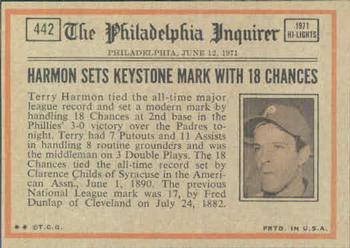 442
The Philadelphia Inquirer
1971
HI-LIGHTS
PHILADELPHIA, JUNE 12, 1971
HARMON SETS KEYSTONE MARK WITH 18 CHANCES
Terry Harmon tied the all-time major
league record and set a modern mark by
handling 18 Chances at 2nd base in the
Phillies' 3-0 victory over the Padres to-
night. Terry had 7 Putouts and 11 Assists
in handling 8 routine grounders and was
the middleman on 3 Double Plays. The 18
Chances tied the all-time record set by
Clarence Childs of Syracuse in the Ameri-
can Assn., June 1, 1890. The previous
National League mark was 17, by Fred
Dunlap of Cleveland on July 24, 1882.
** ©T.C.G.
PRTD. IN U.S.A.